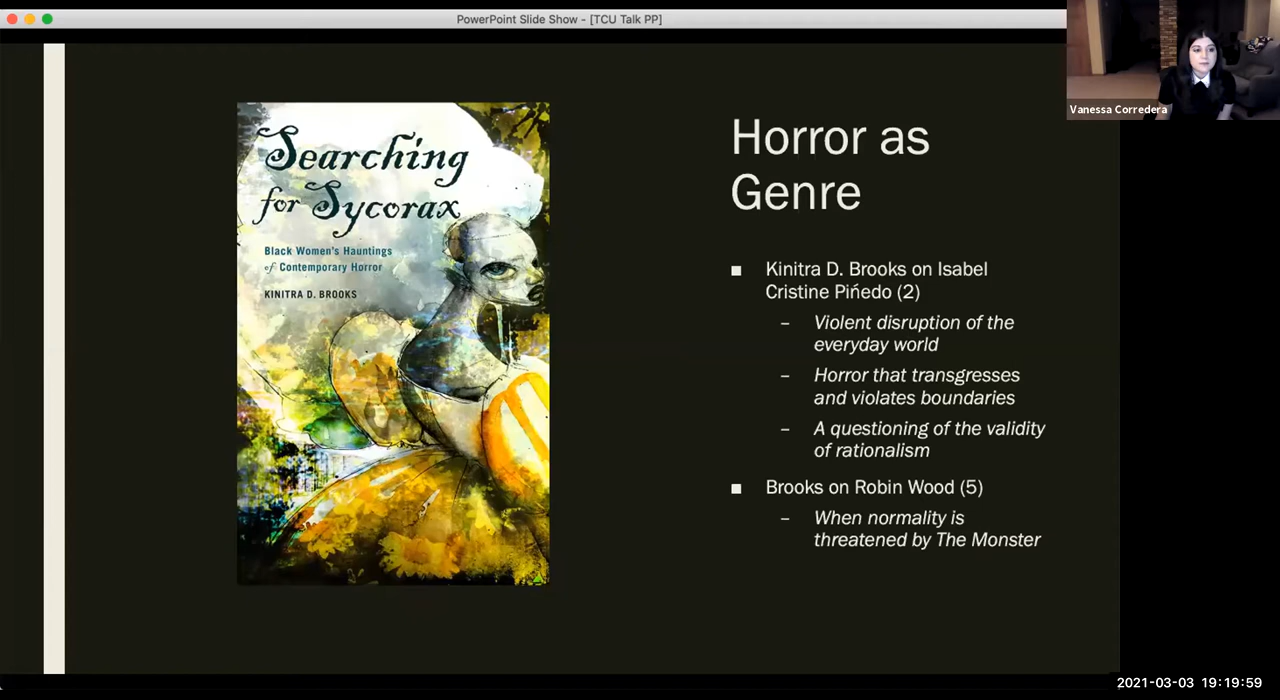 PowerPoint Slide Show - [TCU Talk PP]
Vanessa Corredera
Searching
for Sycorax
Black Women's Hauntings
of Contemporary Horror
KINITRA D. BROOKS
Horror as
Genre
■ Kinitra D. Brooks on Isabel
Cristine Pińedo (2)
– Violent disruption of the
everyday world
– Horror that transgresses
and violates boundaries
– A questioning of the validity
of rationalism
■ Brooks on Robin Wood (5)
– When normality is
threatened by The Monster
2021-03-03 19:19:59